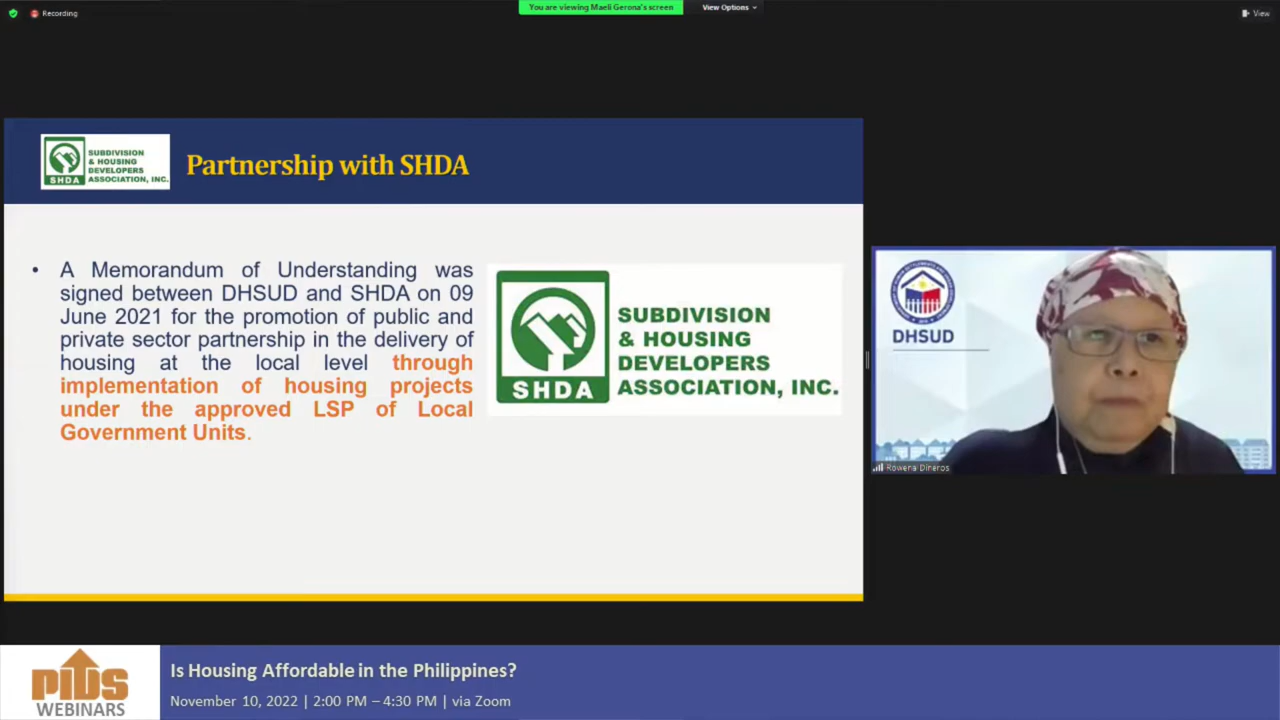 Recording
You are viewing Maeli Gerona's screen
View Options
View
SHDA
SUBDIVISION
& HOUSING
DEVELOPERS
ASSOCIATION, INC.
Partnership with SHDA
• A Memorandum of Understanding was
signed between DHSUD and SHDA on 09
June 2021 for the promotion of public and
private sector partnership in the delivery of
housing at the local level through
implementation of housing projects
under the approved LSP of Local
Government Units.
SHDA
SUBDIVISION
& HOUSING
DEVELOPERS
ASSOCIATION, INC.
DHSUD
Rowena Dineros
PIDS
WEBINARS
Is Housing Affordable in the Philippines?
November 10, 2022 | 2:00 PM – 4:30 PM | via Zoom